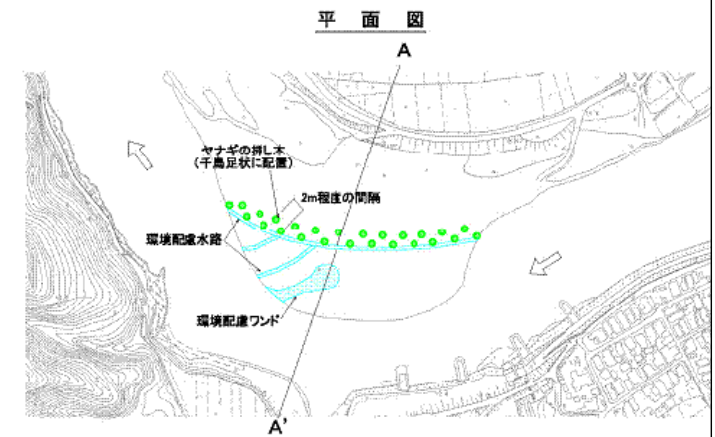 平 面 図
A
ヤナギの挿し木
(千鳥足状に配置)
2m程度の間隔
環境配慮水路
環境配慮ワンド
A'